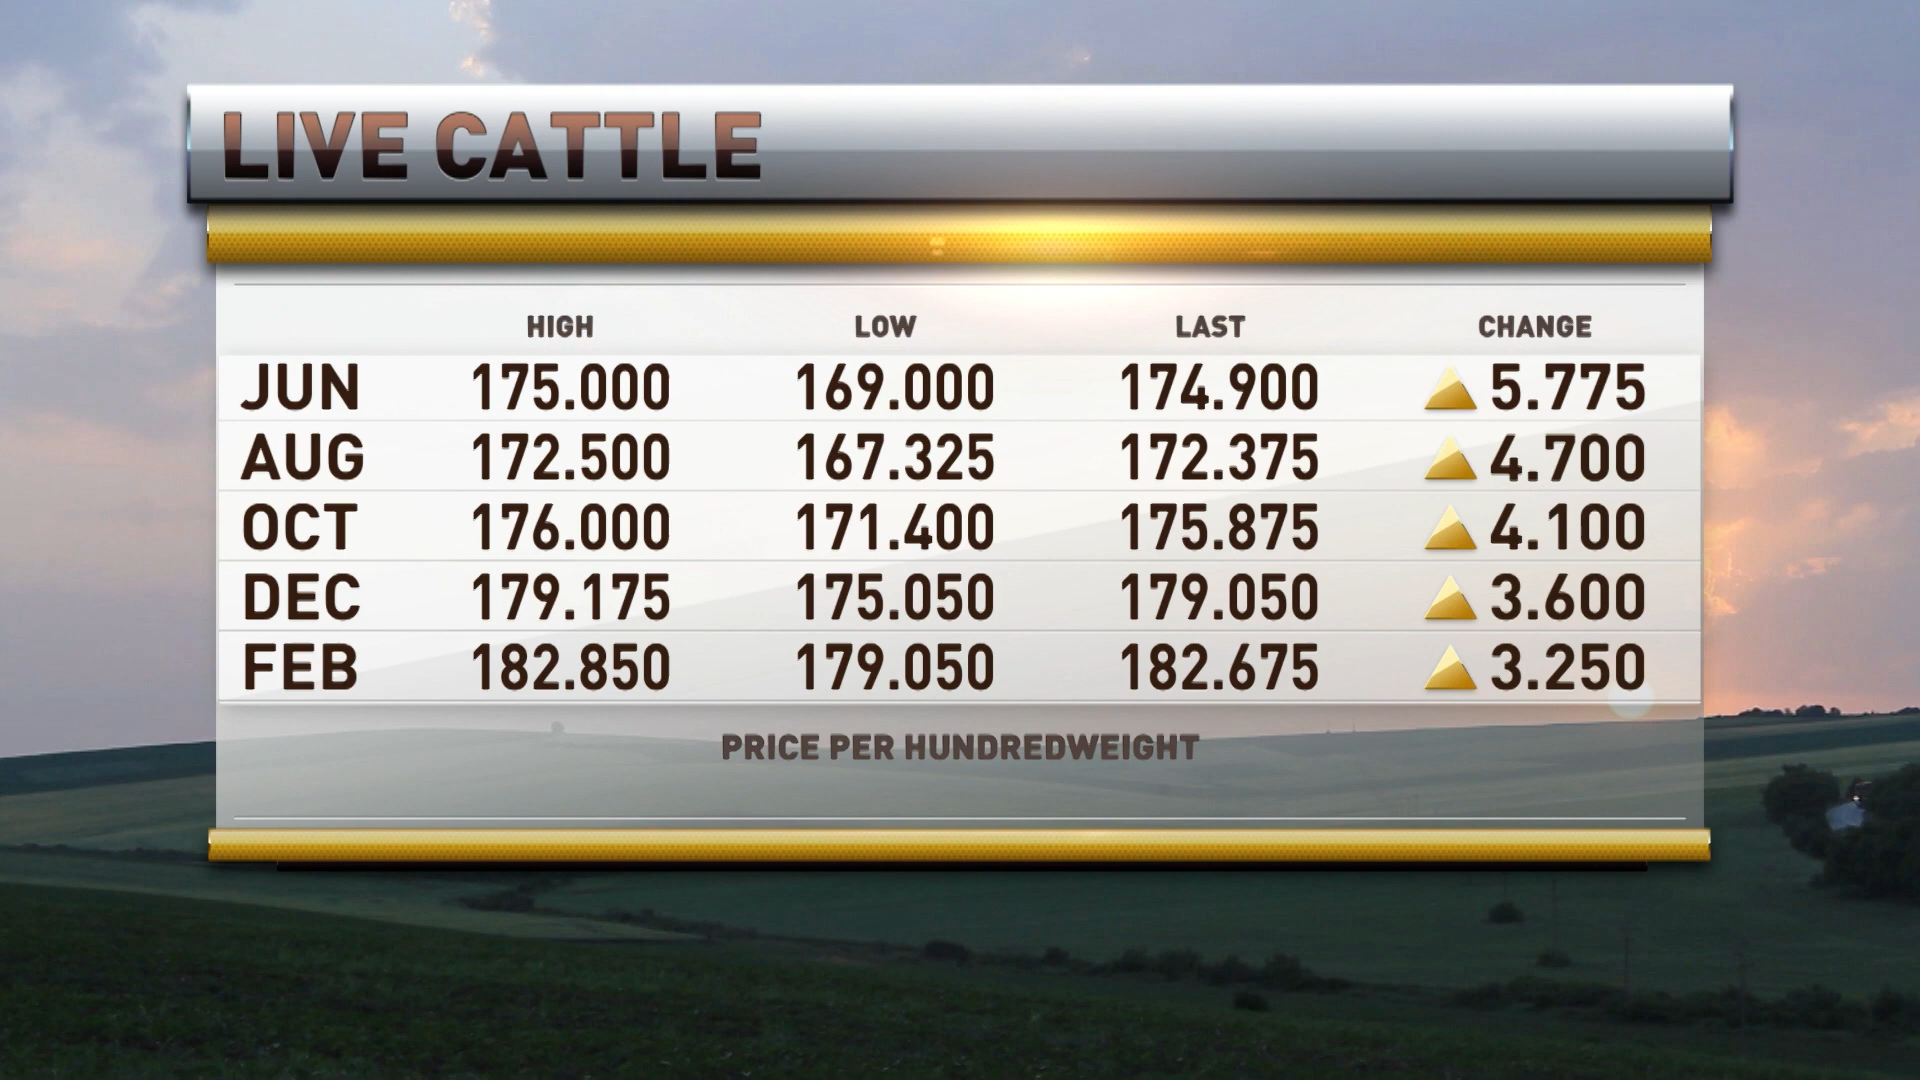 LIVE CATTLE
HIGH LOW LAST CHANGE
JUN 175.000 169.000 174.900 5.775
AUG 172.500 167.325 172.375 4.700
OCT 176.000 171.400 175.875 4.100
DEC 179.175 175.050 179.050 3.600
FEB 182.850 179.050 182.675 3.250
PRICE PER HUNDREDWEIGHT